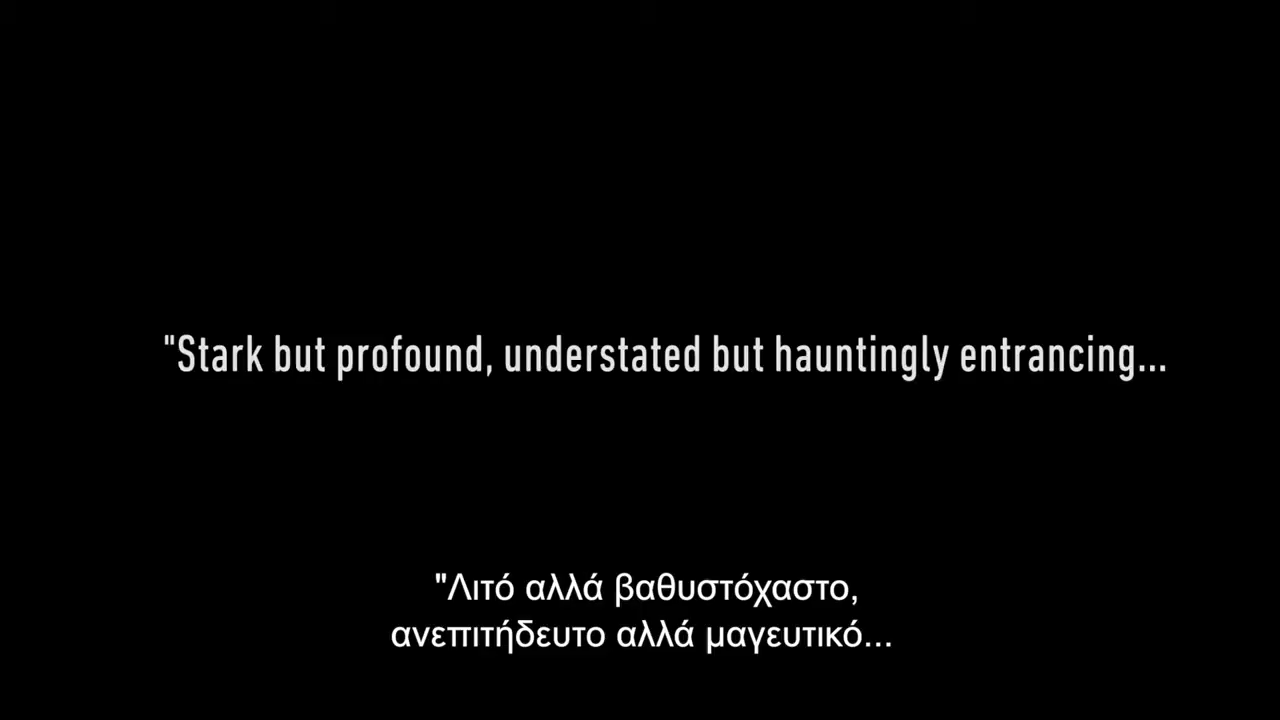 "Stark but profound, understated but hauntingly entrancing...
"Λιτό αλλά βαθυστόχαστο,
ανεπιτήδευτο αλλά μαγευτικό...